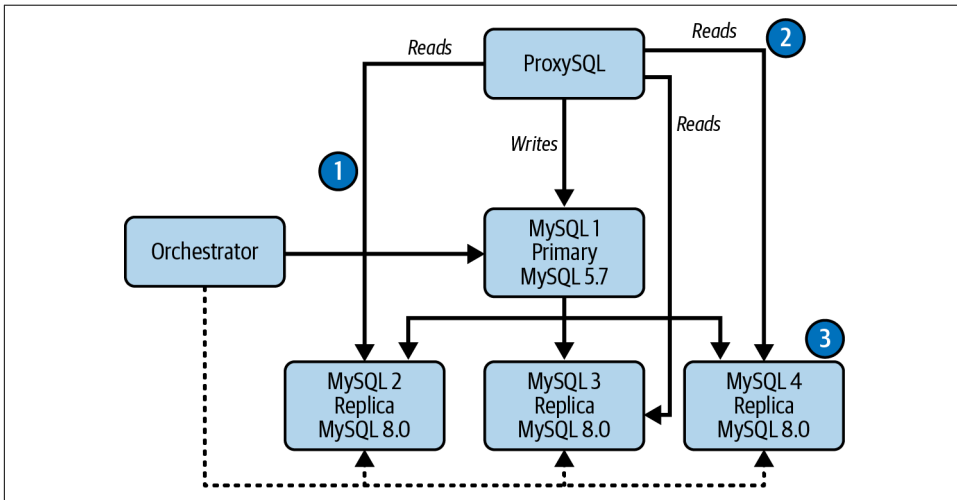 Reads
Reads
2
ProxySQL
Reads
Writes
1
Orchestrator
MySQL 1
Primary
MySQL 5.7
3
MySQL 2
Replica
MySQL 8.0
MySQL 3
Replica
MySQL 8.0
MySQL 4
Replica
MySQL 8.0